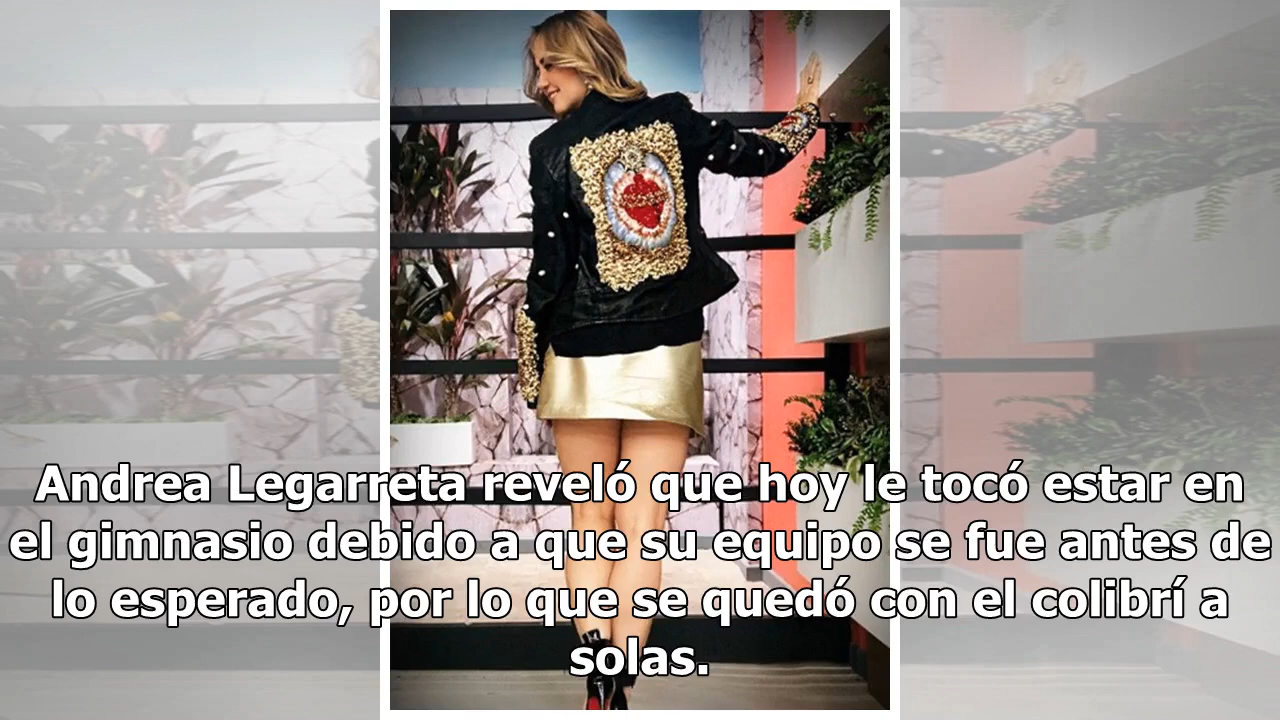 Andrea Legarreta reveló que hoy le tocó estar en
el gimnasio debido a que su equipo se fue antes de
lo esperado, por lo que se quedó con el colibrí a
solas.